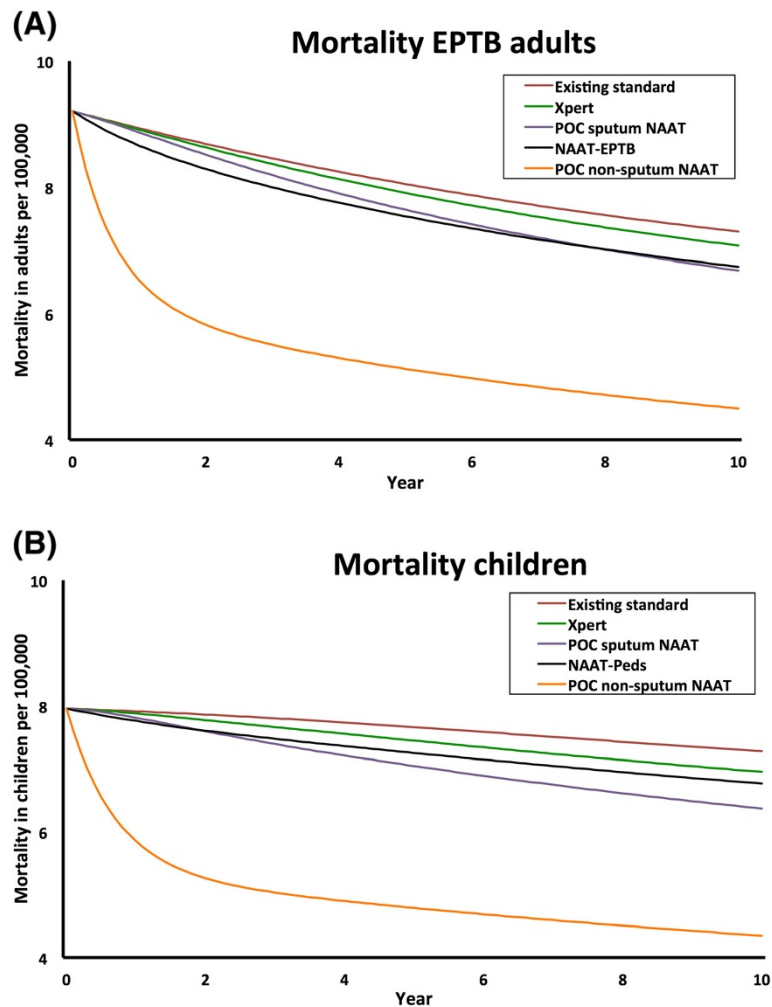 (A)
Mortality EPTB adults
Existing standard
Xpert
POC sputum NAAT
NAAT-EPTB
POC non-sputum NAAT
Mortality in adults per 100,000
10
8
6
4
0 2 4 6 8 10
Year
(B)
Mortality children
Existing standard
Xpert
POC sputum NAAT
NAAT-Peds
POC non-sputum NAAT
Mortality in children per 100,000
10
8
6
4
0 2 4 6 8 10
Year